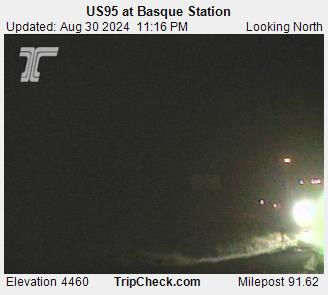 US95 at Basque Station
Updated: Aug 30 2024 11:16 PM Looking North
Elevation 4460 TripCheck.com Milepost 91.62